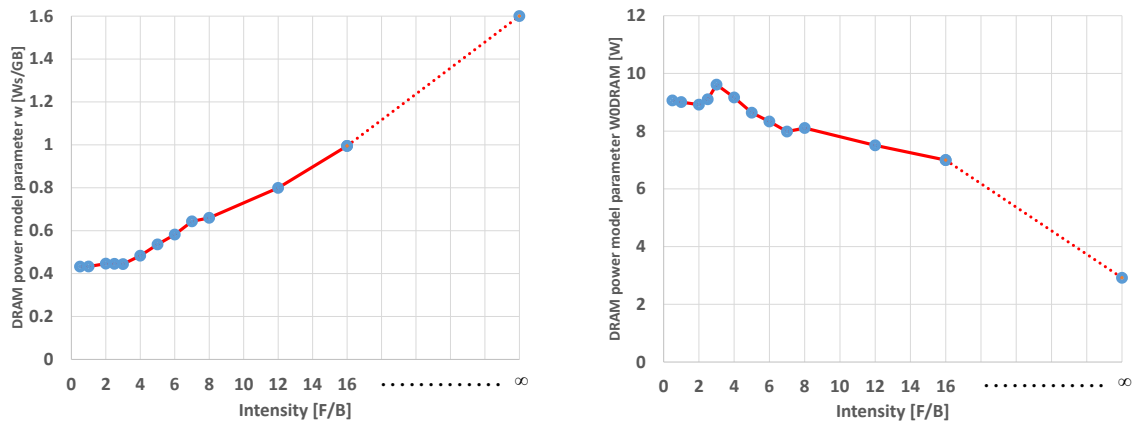 DRAM power model parameter w [Ws/GB]
1.6
1.4
1.2
1
0.8
0.6
0.4
0.2
0
0 2 4 6 8 10 12 14 16 ............. ∞
Intensity [F/B]
DRAM power model parameter W0DRAM [W]
12
10
8
6
4
2
0
0 2 4 6 8 10 12 14 16 ............. ∞
Intensity [F/B]